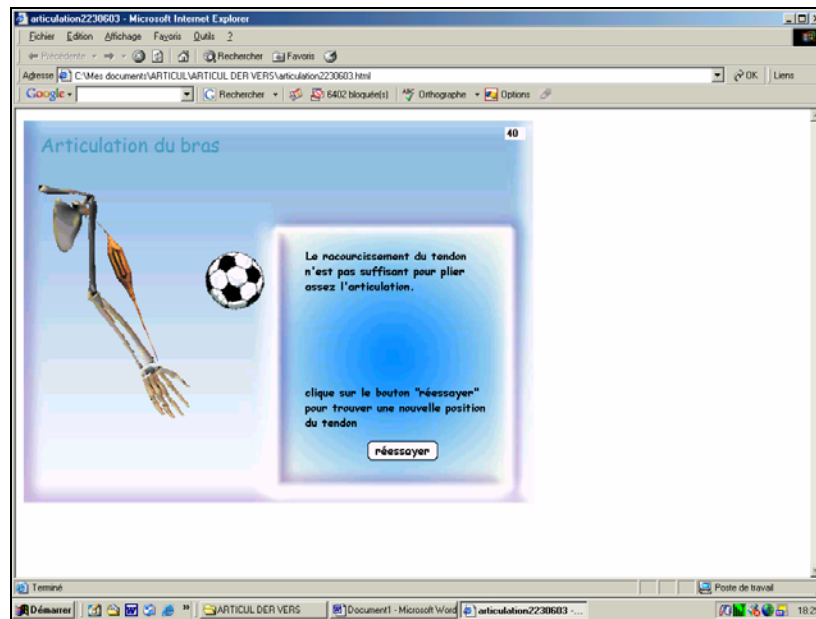 articulation2230603 - Microsoft Internet Explorer
Fichier Edition Affichage Favoris Outils ?
Précédente Rechercher Favoris
Adresse C:\Mes documents\ARTICUL\ARTICUL DER VERS\articulation2230603.html OK Liens
Google Rechercher 6402 bloquée(s) ABC Orthographe Options
Articulation du bras
40
Le racourcissement du tendon
n'est pas suffisant pour plier
assez l'articulation.
clique sur le bouton "réessayer"
pour trouver une nouvelle position
du tendon
réessayer
Terminé Poste de travail
Démarrer » ARTICUL DER VERS Document1 - Microsoft Word articulation2230603 -...